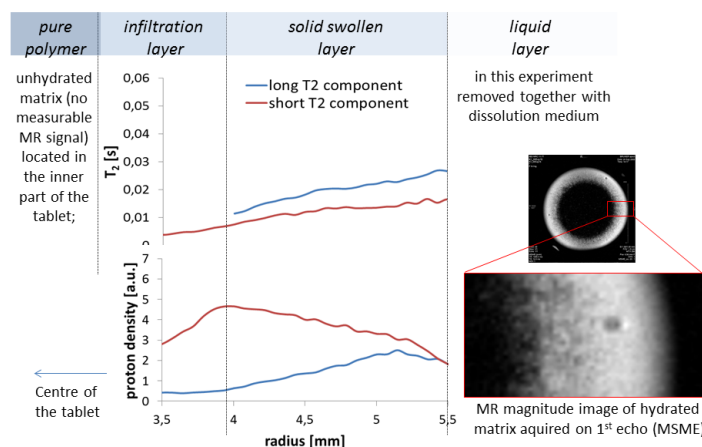 pure
polymer
infiltration
layer
solid swollen
layer
liquid
layer
unhydrated
matrix (no
measurable
MR signal)
located in
the inner
part of the
tablet;
0,06
0,05
0,04
0,03
0,02
0,01
0
T₂ [s]
long T2 component
short T2 component
in this experiment
removed together with
dissolution medium
7
6
5
4
3
2
1
0
proton density [a.u.]
3,5
4
4,5
5
5,5
radius [mm]
Centre of
the tablet
MR magnitude image of hydrated
matrix aquired on 1st echo (MSME)